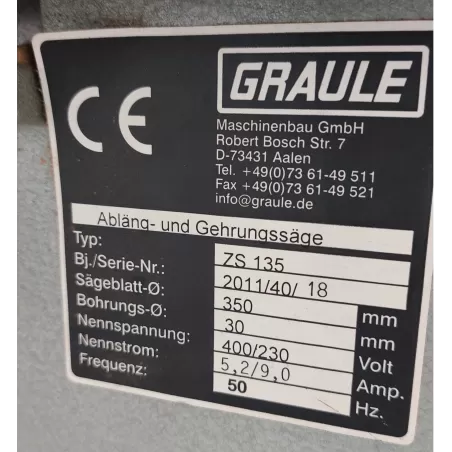 CE
GRAULE
Maschinenbau GmbH
Robert Bosch Str. 7
D-73431 Aalen
Tel. +49(0)73 61-49 511
Fax +49(0)73 61-49 521
info@graule.de
Abläng- und Gehrungssäge
Typ: ZS 135
Bj./Serie-Nr.: 2011/40/ 18
Sägeblatt-Ø: 350 mm
Bohrungs-Ø: 30 mm
Nennspannung: 400/230 Volt
Nennstrom: 5,2/9,0 Amp.
Frequenz: 50 Hz.